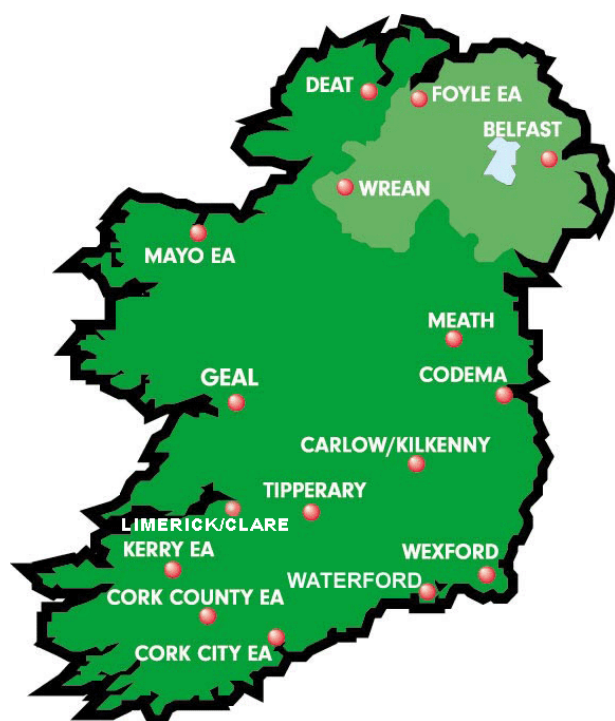 DEAT
FOYLE EA
BELFAST
WREAN
MAYO EA
MEATH
GEAL
CODEMA
CARLOW/KILKENNY
TIPPERARY
LIMERICK/CLARE
KERRY EA
WEXFORD
WATERFORD
CORK COUNTY EA
CORK CITY EA